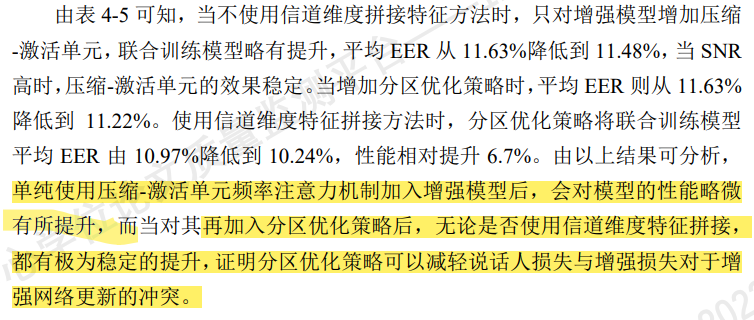 由表 4-5 可知，当不使用信道维度拼接特征方法时，只对增强模型增加压缩
-激活单元，联合训练模型略有提升，平均 EER 从 11.63%降低到 11.48%，当 SNR
高时，压缩-激活单元的效果稳定。当增加分区优化策略时，平均 EER 则从 11.63%
降低到 11.22%。使用信道维度特征拼接方法时，分区优化策略将联合训练模型
平均 EER 由 10.97%降低到 10.24%，性能相对提升 6.7%。由以上结果可分析，
单纯使用压缩-激活单元频率注意力机制加入增强模型后，会对模型的性能略微
有所提升，而当对其再加入分区优化策略后，无论是否使用信道维度特征拼接，
都有极为稳定的提升，证明分区优化策略可以减轻说话人损失与增强损失对于增
强网络更新的冲突。